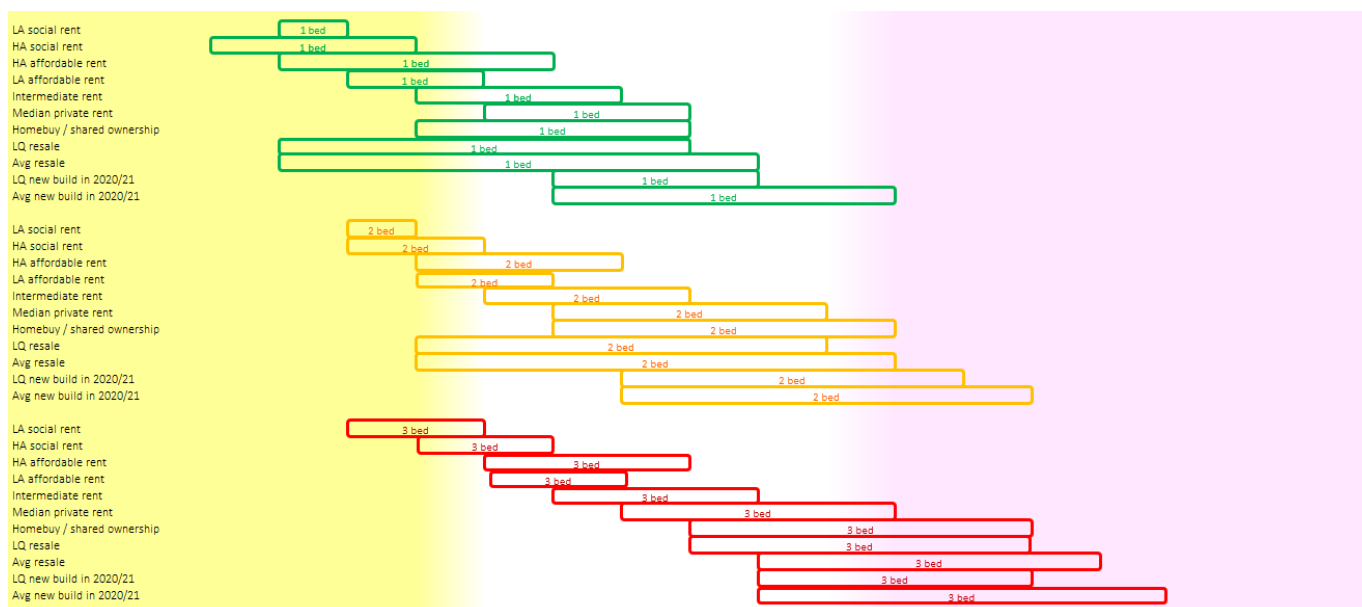 LA social rent 1 bed
HA social rent 1 bed
HA affordable rent 1 bed
LA affordable rent 1 bed
Intermediate rent 1 bed
Median private rent 1 bed
Homebuy / shared ownership 1 bed
LQ resale 1 bed
Avg resale 1 bed
LQ new build in 2020/21 1 bed
Avg new build in 2020/21 1 bed
LA social rent 2 bed
HA social rent 2 bed
HA affordable rent 2 bed
LA affordable rent 2 bed
Intermediate rent 2 bed
Median private rent 2 bed
Homebuy / shared ownership 2 bed
LQ resale 2 bed
Avg resale 2 bed
LQ new build in 2020/21 2 bed
Avg new build in 2020/21 2 bed
LA social rent 3 bed
HA social rent 3 bed
HA affordable rent 3 bed
LA affordable rent 3 bed
Intermediate rent 3 bed
Median private rent 3 bed
Homebuy / shared ownership 3 bed
LQ resale 3 bed
Avg resale 3 bed
LQ new build in 2020/21 3 bed
Avg new build in 2020/21 3 bed